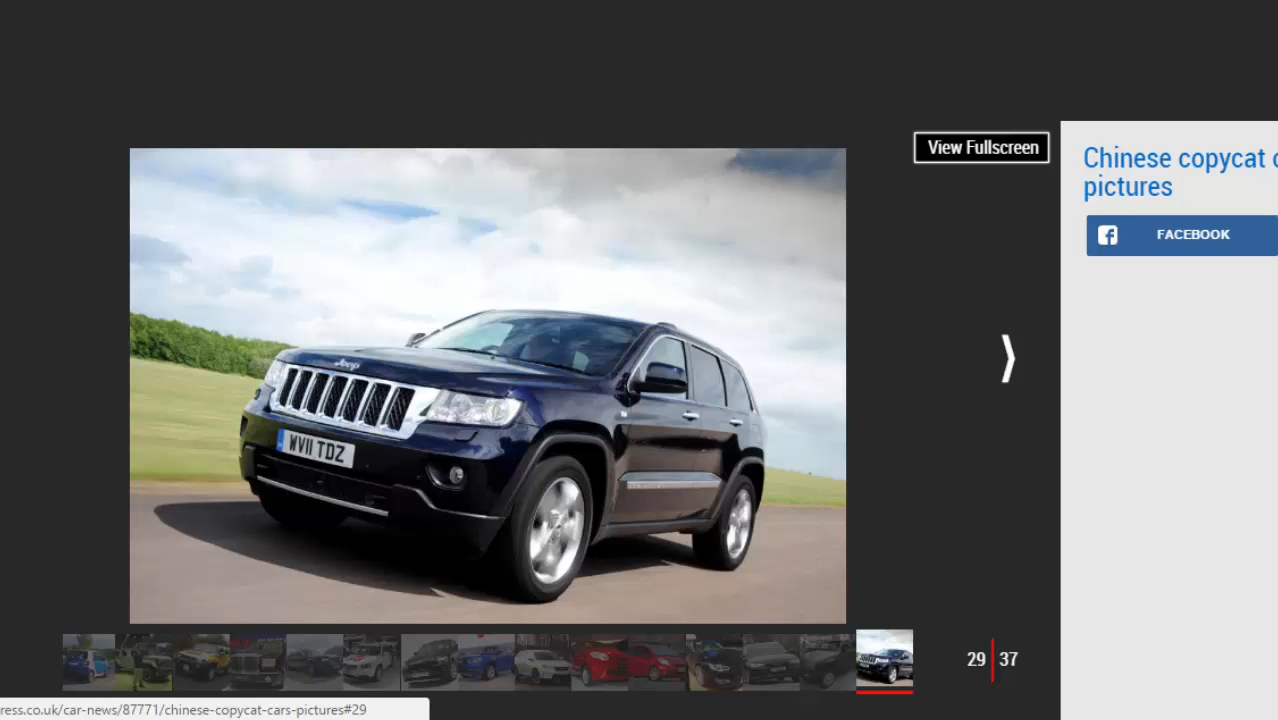 View Fullscreen
Chinese copycat c
pictures
FACEBOOK
Jeep
WV11 TDZ
29 37
ress.co.uk/car-news/87771/chinese-copycat-cars-pictures#29